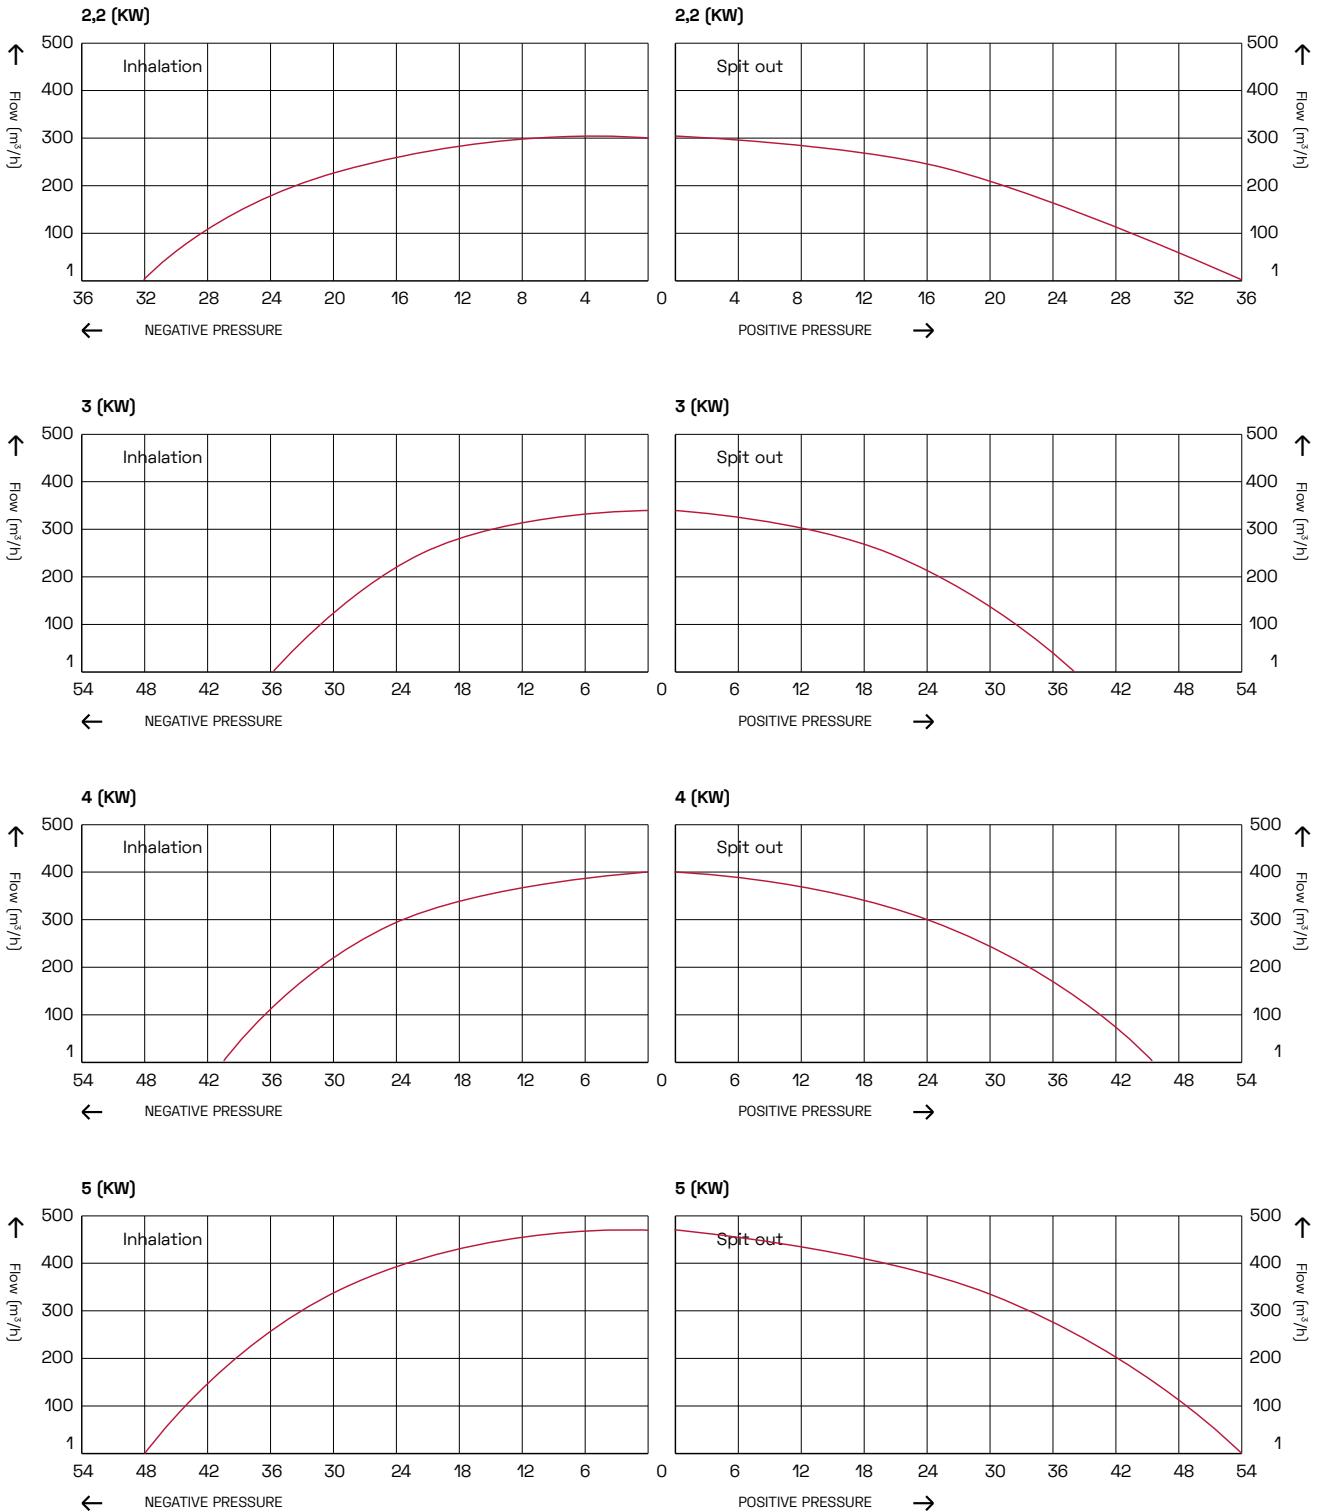 2,2 (KW)
500
Inhalation
400
300
200
100
1
Flow (m³/h)
36 32 28 24 20 16 12 8 4 0
NEGATIVE PRESSURE
2,2 (KW)
500
Spit out
400
300
200
100
1
Flow (m³/h)
4 8 12 16 20 24 28 32 36
POSITIVE PRESSURE
3 (KW)
500
Inhalation
400
300
200
100
1
Flow (m³/h)
54 48 42 36 30 24 18 12 6 0
NEGATIVE PRESSURE
3 (KW)
500
Spit out
400
300
200
100
1
Flow (m³/h)
6 12 18 24 30 36 42 48 54
POSITIVE PRESSURE
4 (KW)
500
Inhalation
400
300
200
100
1
Flow (m³/h)
54 48 42 36 30 24 18 12 6 0
NEGATIVE PRESSURE
4 (KW)
500
Spit out
400
300
200
100
1
Flow (m³/h)
6 12 18 24 30 36 42 48 54
POSITIVE PRESSURE
5 (KW)
500
Inhalation
400
300
200
100
1
Flow (m³/h)
54 48 42 36 30 24 18 12 6 0
NEGATIVE PRESSURE
5 (KW)
500
Spit out
400
300
200
100
1
Flow (m³/h)
6 12 18 24 30 36 42 48 54
POSITIVE PRESSURE